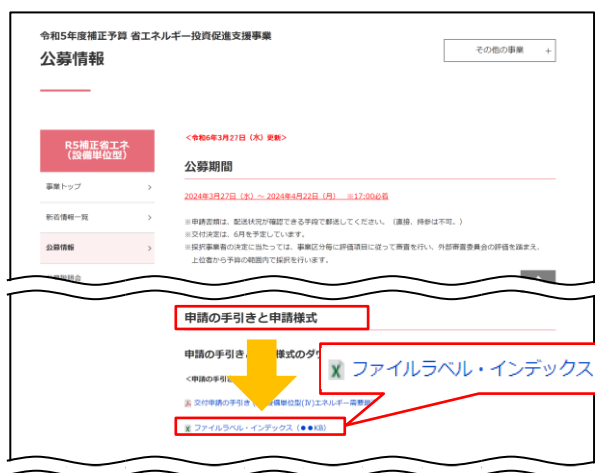 令和5年度補正予算 省エネルギー投資促進支援事業
公募情報
その他の事業 +
R5補正省エネ
（設備単位型）
事業トップ >
新着情報一覧 >
公募情報 >
<令和6年3月27日（水）更新>
公募期間
2024年3月27日（水）～ 2024年4月22日（月） ※17:00必着
※申請書類は、配送状況が確認できる手段で郵送してください。（直接、持参は不可。）
※交付決定は、6月を予定しています。
※採択事業者の決定に当たっては、事業区分毎に評価項目に従って審査を行い、外部審査委員会の評価を踏まえ、
上位者から予算の範囲内で採択を行います。
申請の手引きと申請様式
申請の手引き 様式のダウ
<申請の手引
交付申請の手引き 設備単位型(Ⅳ)エネルギー需要
ファイルラベル・インデックス（●●KB）
ファイルラベル・インデックス